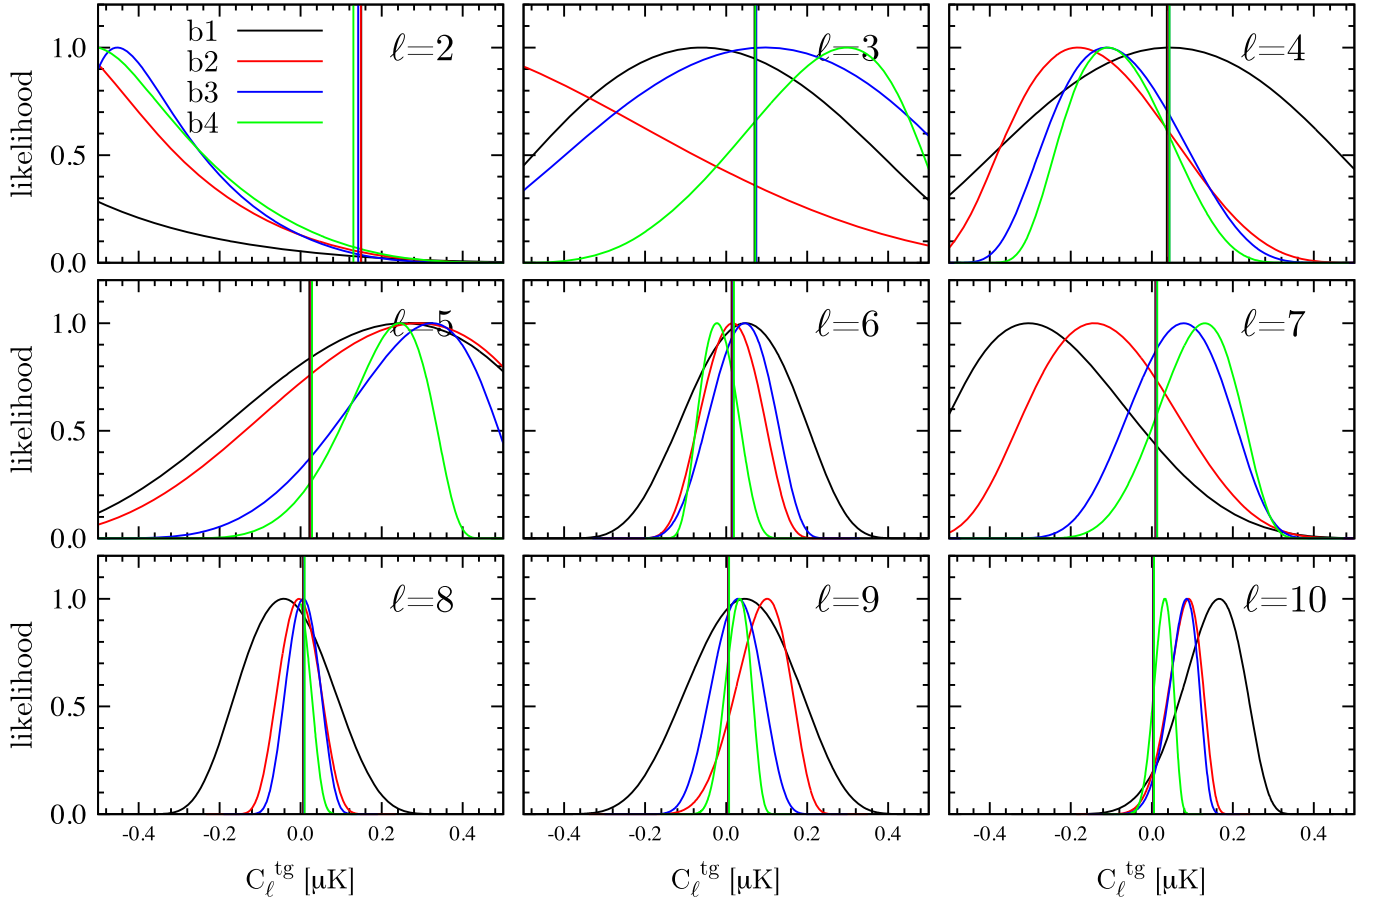 b1
b2
b3
b4
ℓ=2
ℓ=3
ℓ=4
likelihood
1.0
0.5
0.0
ℓ=5
ℓ=6
ℓ=7
likelihood
1.0
0.5
0.0
ℓ=8
ℓ=9
ℓ=10
likelihood
1.0
0.5
0.0
-0.4 -0.2 0.0 0.2 0.4
-0.4 -0.2 0.0 0.2 0.4
-0.4 -0.2 0.0 0.2 0.4
C_ℓ^tg [µK]
C_ℓ^tg [µK]
C_ℓ^tg [µK]